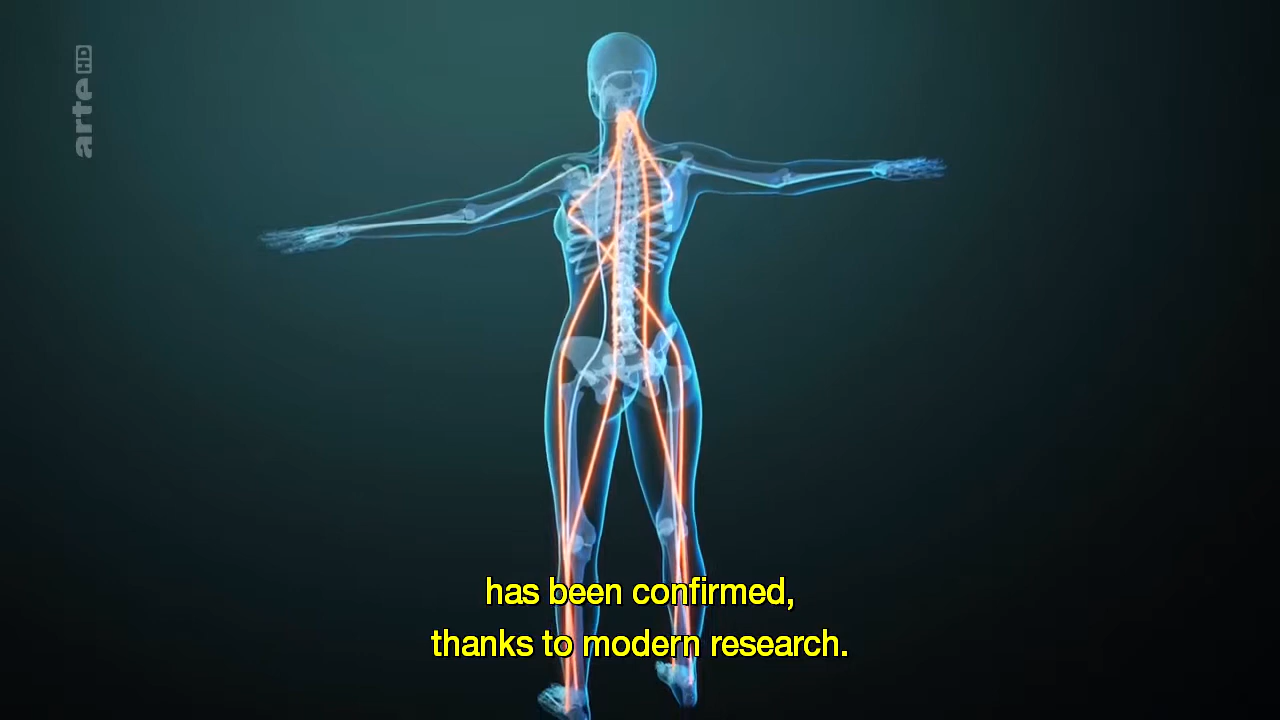 arte HD
has been confirmed,
thanks to modern research.